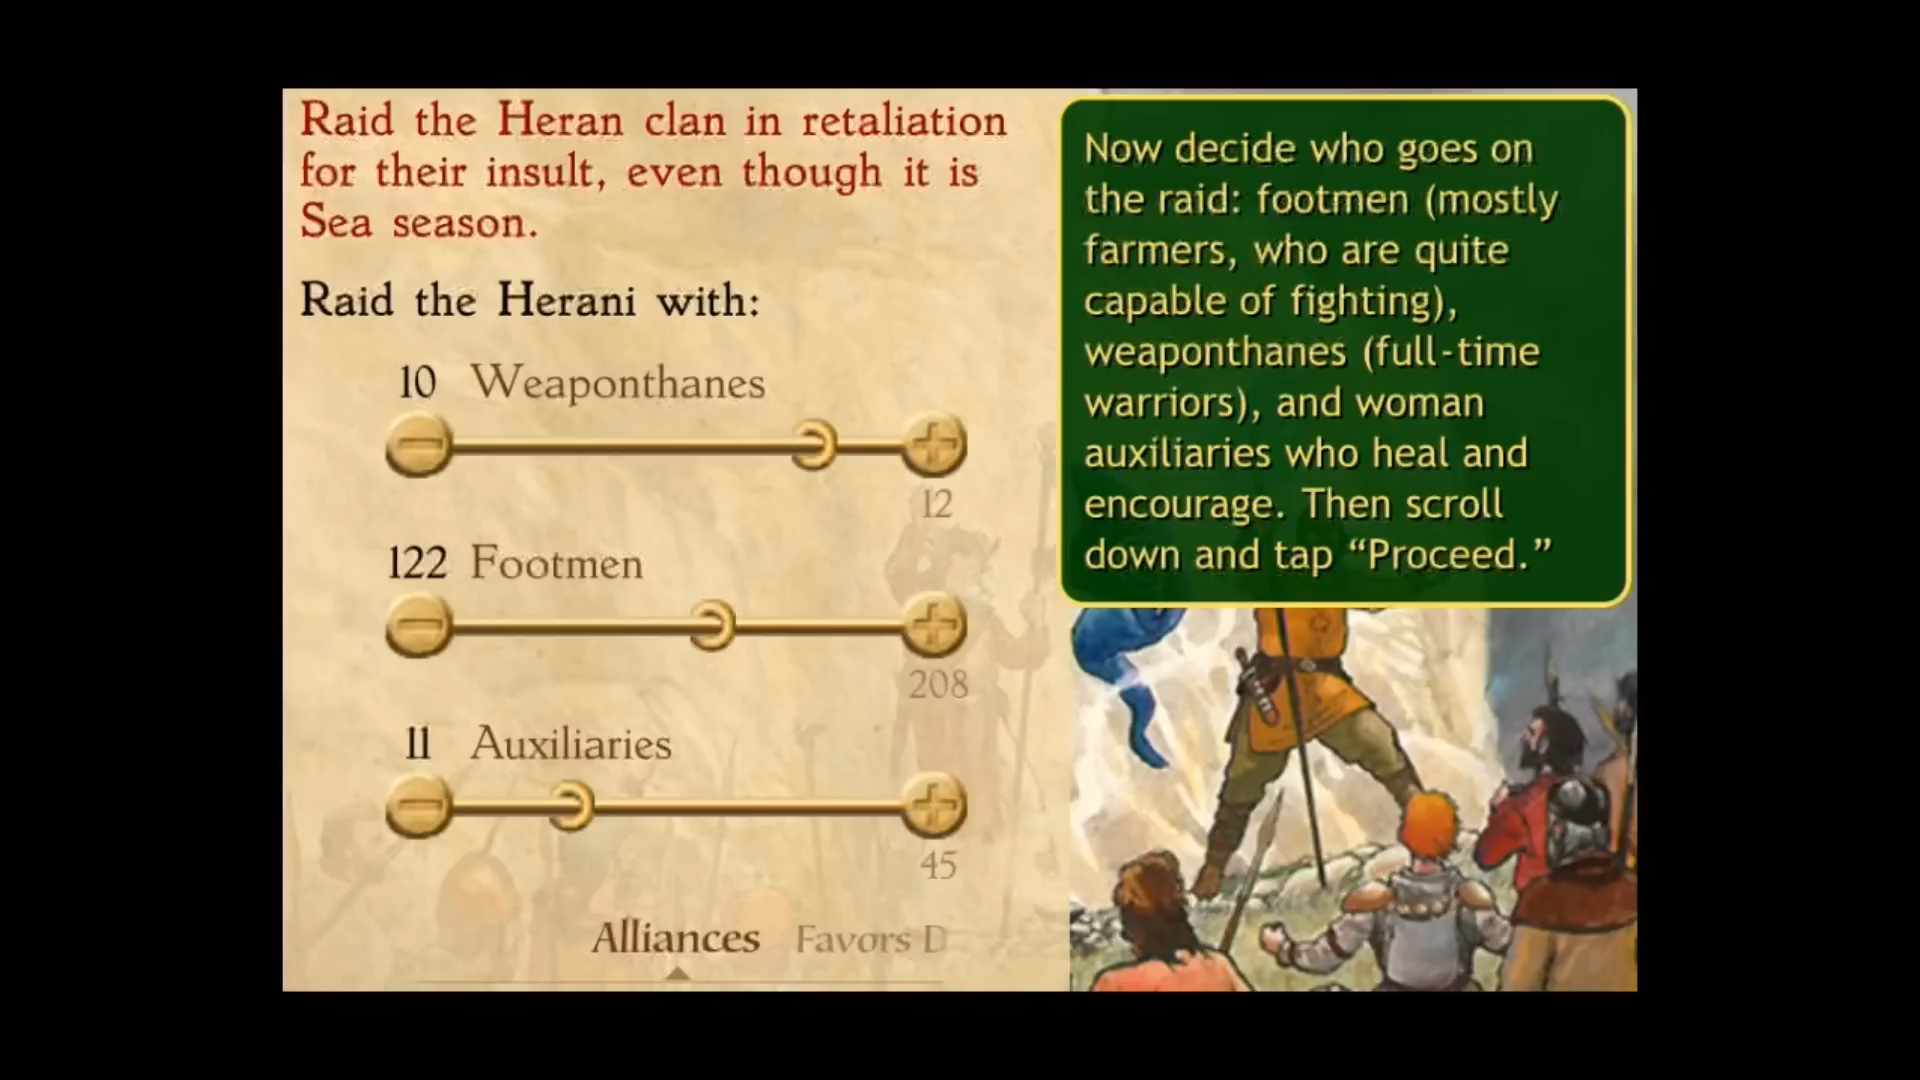 Raid the Heran clan in retaliation
for their insult, even though it is
Sea season.
Raid the Herani with:
10 Weaponthanes
12
122 Footmen
208
11 Auxiliaries
45
Alliances Favors D
Now decide who goes on
the raid: footmen (mostly
farmers, who are quite
capable of fighting),
weaponthanes (full-time
warriors), and woman
auxiliaries who heal and
encourage. Then scroll
down and tap “Proceed.”